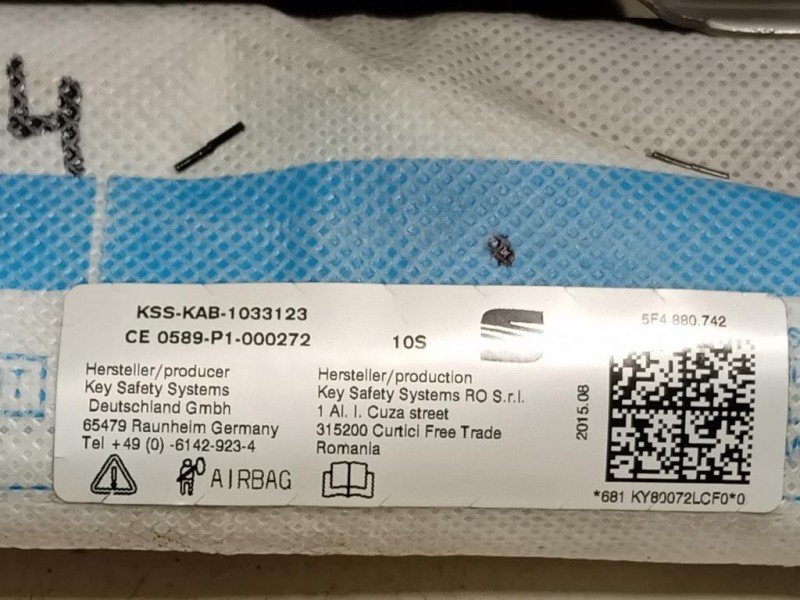 4
KSS-KAB-1033123
CE 0589-P1-000272
10S
5F4 880.742
Hersteller/producer
Key Safety Systems
Deutschland Gmbh
65479 Raunheim Germany
Tel +49 (0) -6142-923-4
Hersteller/production
Key Safety Systems RO S.r.l.
1 Al. I. Cuza street
315200 Curtici Free Trade
Romania
2015.08
AIRBAG
*681 KY80072LCF0*0